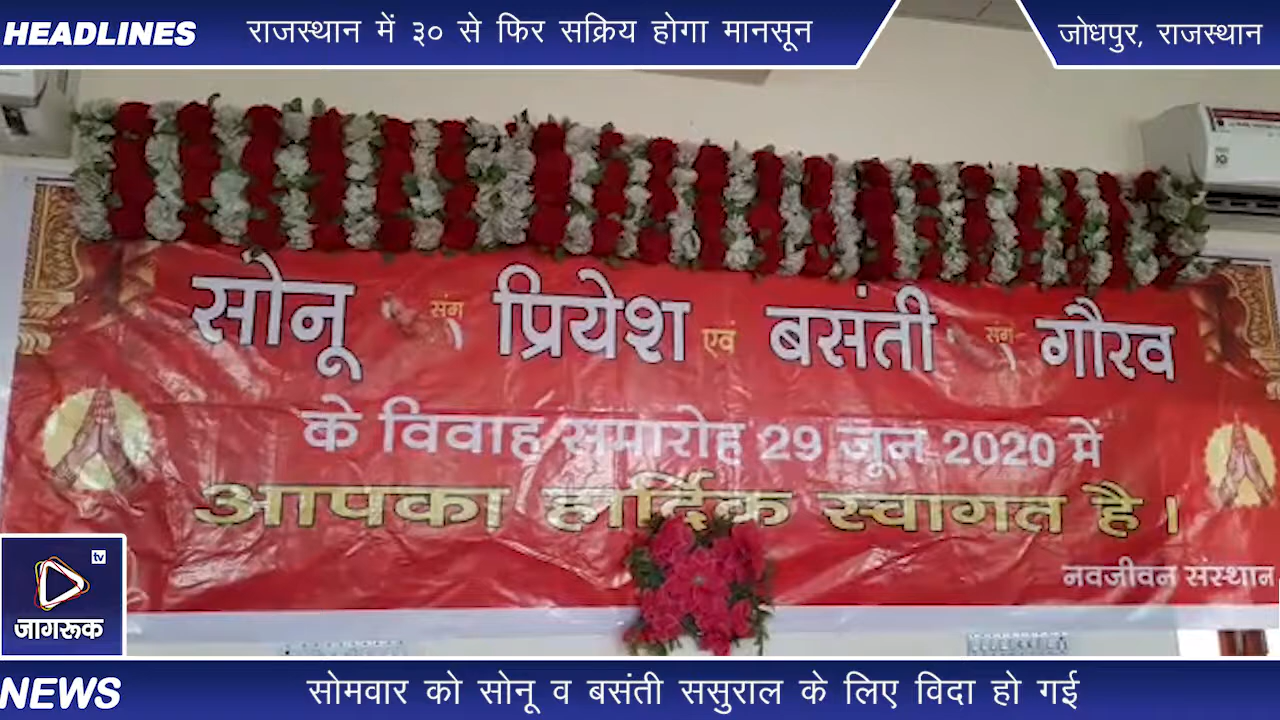 HEADLINES राजस्थान में ३० से फिर सक्रिय होगा मानसून
जोधपुर, राजस्थान
सोनू संग प्रियेश एवं बसंती संग गौरव
के विवाह समारोह 29 जून 2020 में
आपका हार्दिक स्वागत है ।
नवजीवन संस्थान
tv
जागरूक
NEWS सोमवार को सोनू व बसंती ससुराल के लिए विदा हो गई